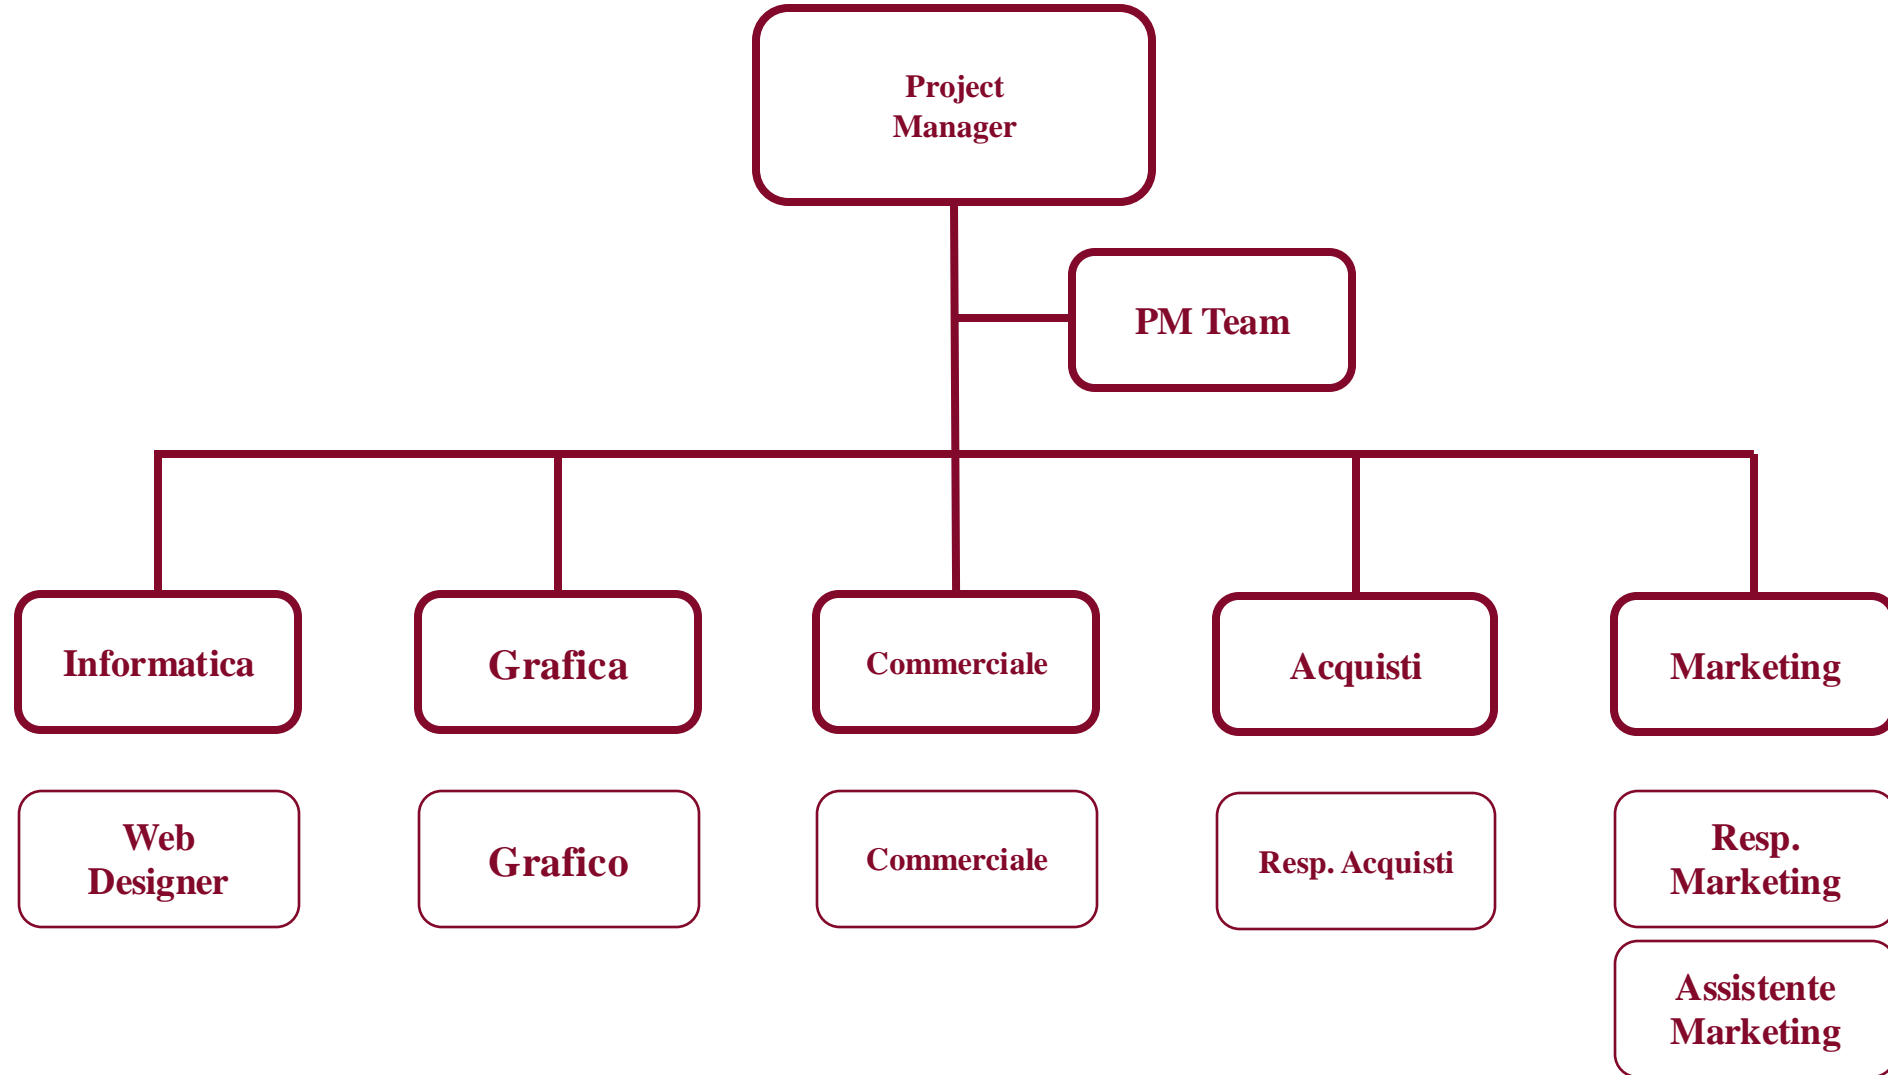 Project
Manager
PM Team
Informatica
Grafica
Commerciale
Acquisti
Marketing
Web
Designer
Grafico
Commerciale
Resp. Acquisti
Resp.
Marketing
Assistente
Marketing